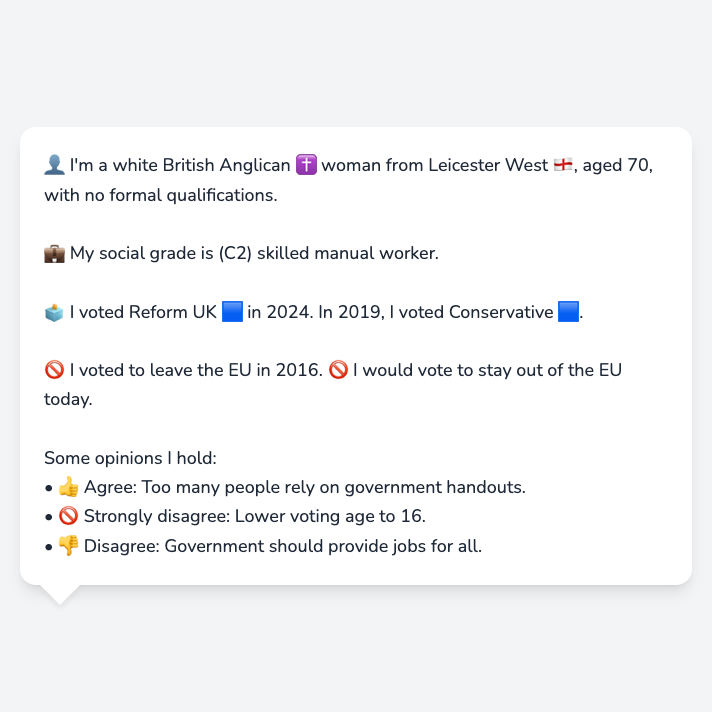 👤 I'm a white British Anglican ✝️ woman from Leicester West 🏴󠁧󠁢󠁥󠁮󠁧󠁿, aged 70,
with no formal qualifications.
💼 My social grade is (C2) skilled manual worker.
🗳️ I voted Reform UK 🟦 in 2024. In 2019, I voted Conservative 🟦.
🚫 I voted to leave the EU in 2016. 🚫 I would vote to stay out of the EU
today.
Some opinions I hold:
• 👍 Agree: Too many people rely on government handouts.
• 🚫 Strongly disagree: Lower voting age to 16.
• 👎 Disagree: Government should provide jobs for all.